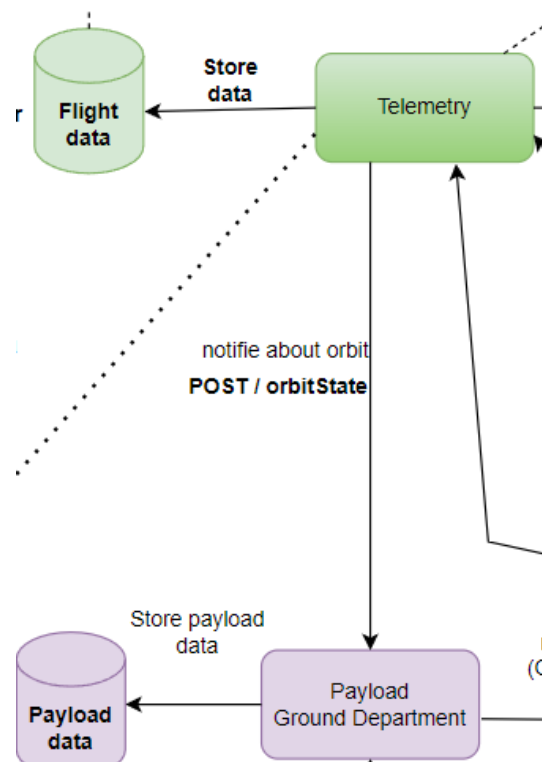 Store
data
Flight
data
Telemetry
r
notifie about orbit
POST / orbitState
Store payload
data
(C
Payload
Ground Department
Payload
data